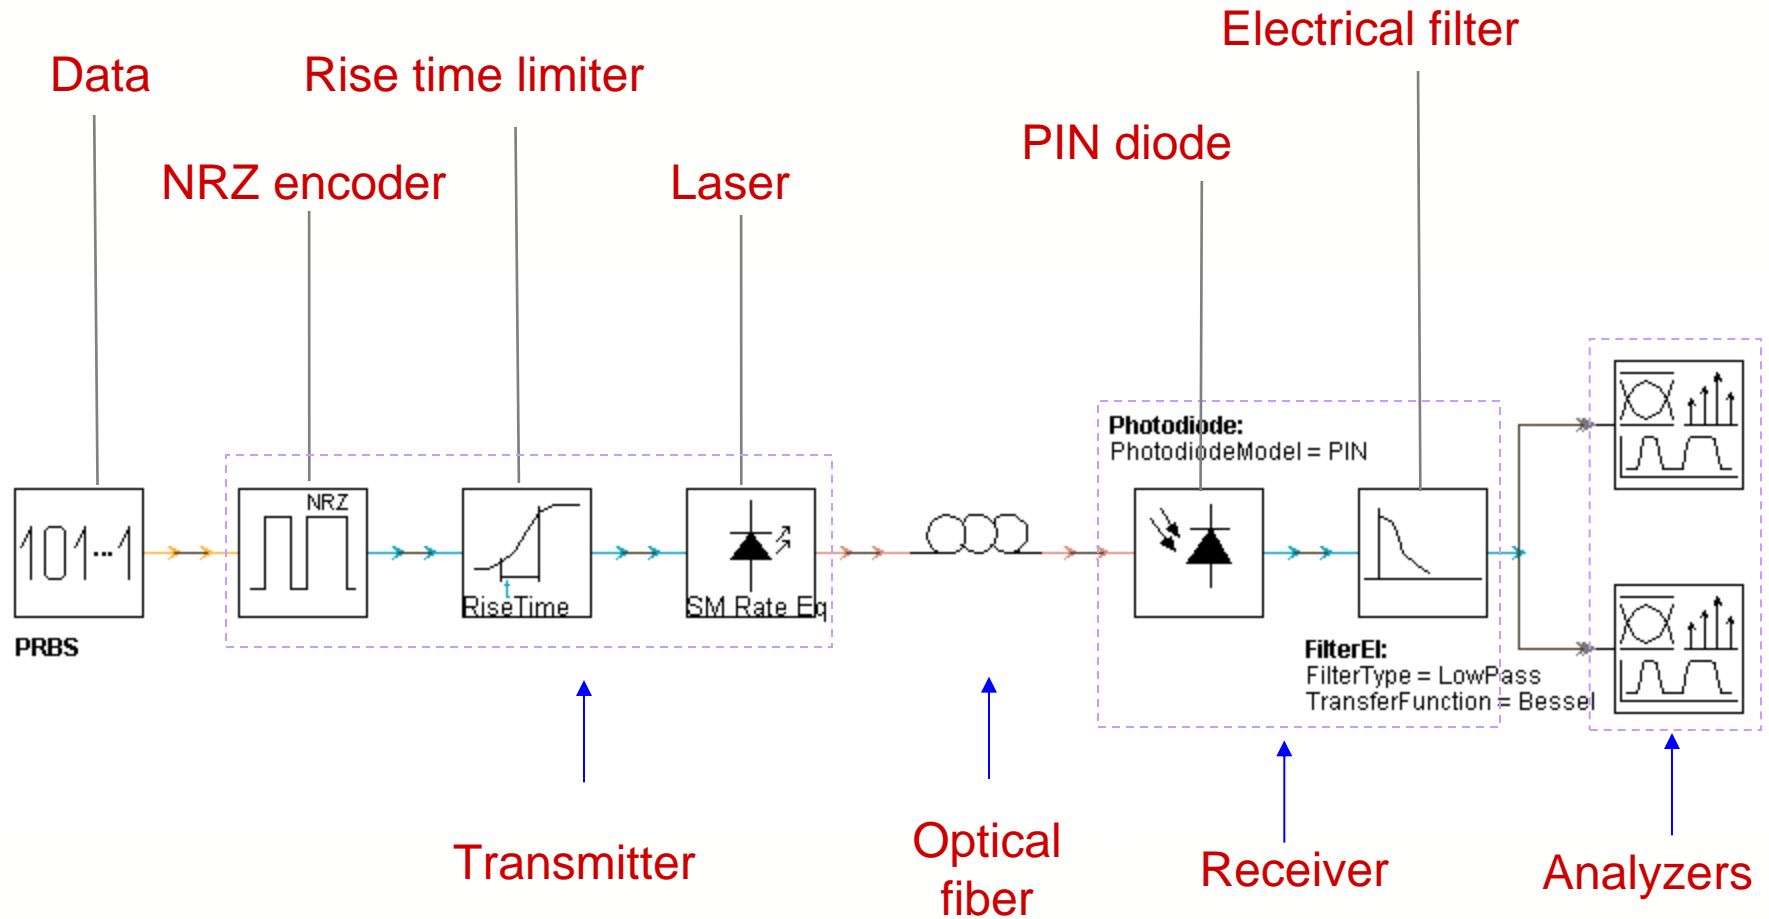 Electrical filter
Data
Rise time limiter
PIN diode
NRZ encoder
Laser
Photodiode:
PhotodiodeModel = PIN
101...1
NRZ
t
RiseTime
SM Rate Eq
PRBS
FilterEl:
FilterType = LowPass
TransferFunction = Bessel
Transmitter
Optical
fiber
Receiver
Analyzers